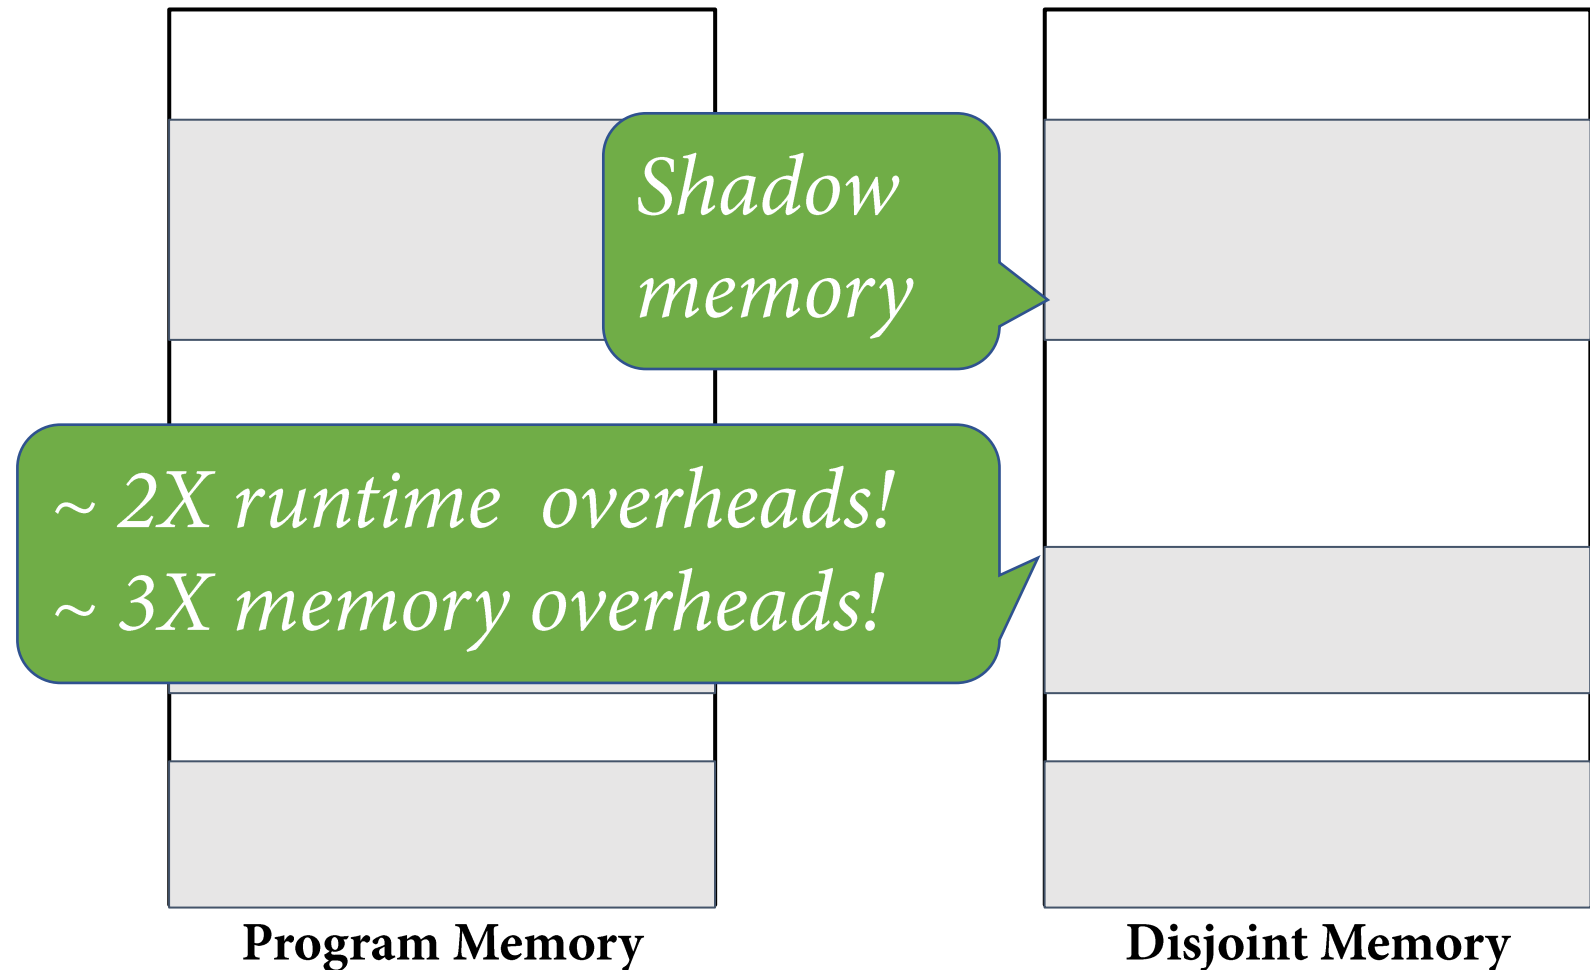 Shadow
memory
~ 2X runtime overheads!
~ 3X memory overheads!
Program Memory
Disjoint Memory